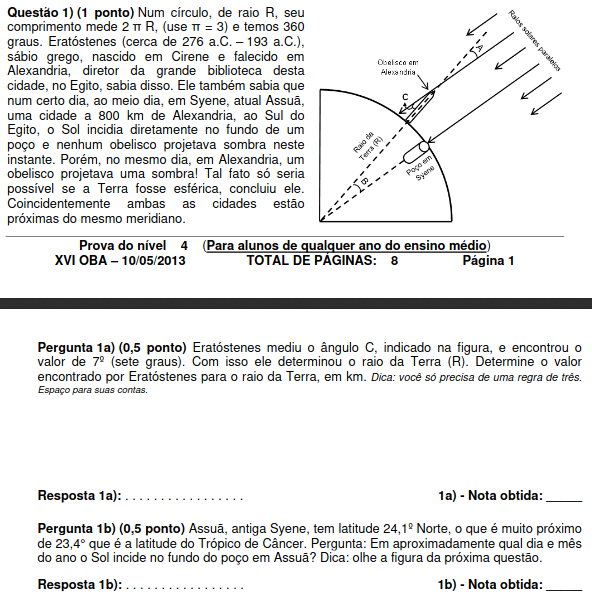 Questão 1) (1 ponto) Num círculo, de raio R, seu
comprimento mede 2 π R, (use π = 3) e temos 360
graus. Eratóstenes (cerca de 276 a.C. – 193 a.C.),
sábio grego, nascido em Cirene e falecido em
Alexandria, diretor da grande biblioteca desta
cidade, no Egito, sabia disso. Ele também sabia que
num certo dia, ao meio dia, em Syene, atual Assuã,
uma cidade a 800 km de Alexandria, ao Sul do
Egito, o Sol incidia diretamente no fundo de um
poço e nenhum obelisco projetava sombra neste
instante. Porém, no mesmo dia, em Alexandria, um
obelisco projetava uma sombra! Tal fato só seria
possível se a Terra fosse esférica, concluiu ele.
Coincidentemente ambas as cidades estão
próximas do mesmo meridiano.
Raios solares paralelos
A
Obelisco em
Alexandria
C
Raio da
Terra (R)
Poço em
Syene
B
Prova do nível 4 (Para alunos de qualquer ano do ensino médio)
XVI OBA – 10/05/2013 TOTAL DE PÁGINAS: 8 Página 1
Pergunta 1a) (0,5 ponto) Eratóstenes mediu o ângulo C, indicado na figura, e encontrou o
valor de 7º (sete graus). Com isso ele determinou o raio da Terra (R). Determine o valor
encontrado por Eratóstenes para o raio da Terra, em km. Dica: você só precisa de uma regra de três.
Espaço para suas contas.
Resposta 1a): . . . . . . . . . . . . . . . . . 1a) - Nota obtida: _____
Pergunta 1b) (0,5 ponto) Assuã, antiga Syene, tem latitude 24,1º Norte, o que é muito próximo
de 23,4° que é a latitude do Trópico de Câncer. Pergunta: Em aproximadamente qual dia e mês
do ano o Sol incide no fundo do poço em Assuã? Dica: olhe a figura da próxima questão.
Resposta 1b): . . . . . . . . . . . . . . . . . 1b) - Nota obtida: _____